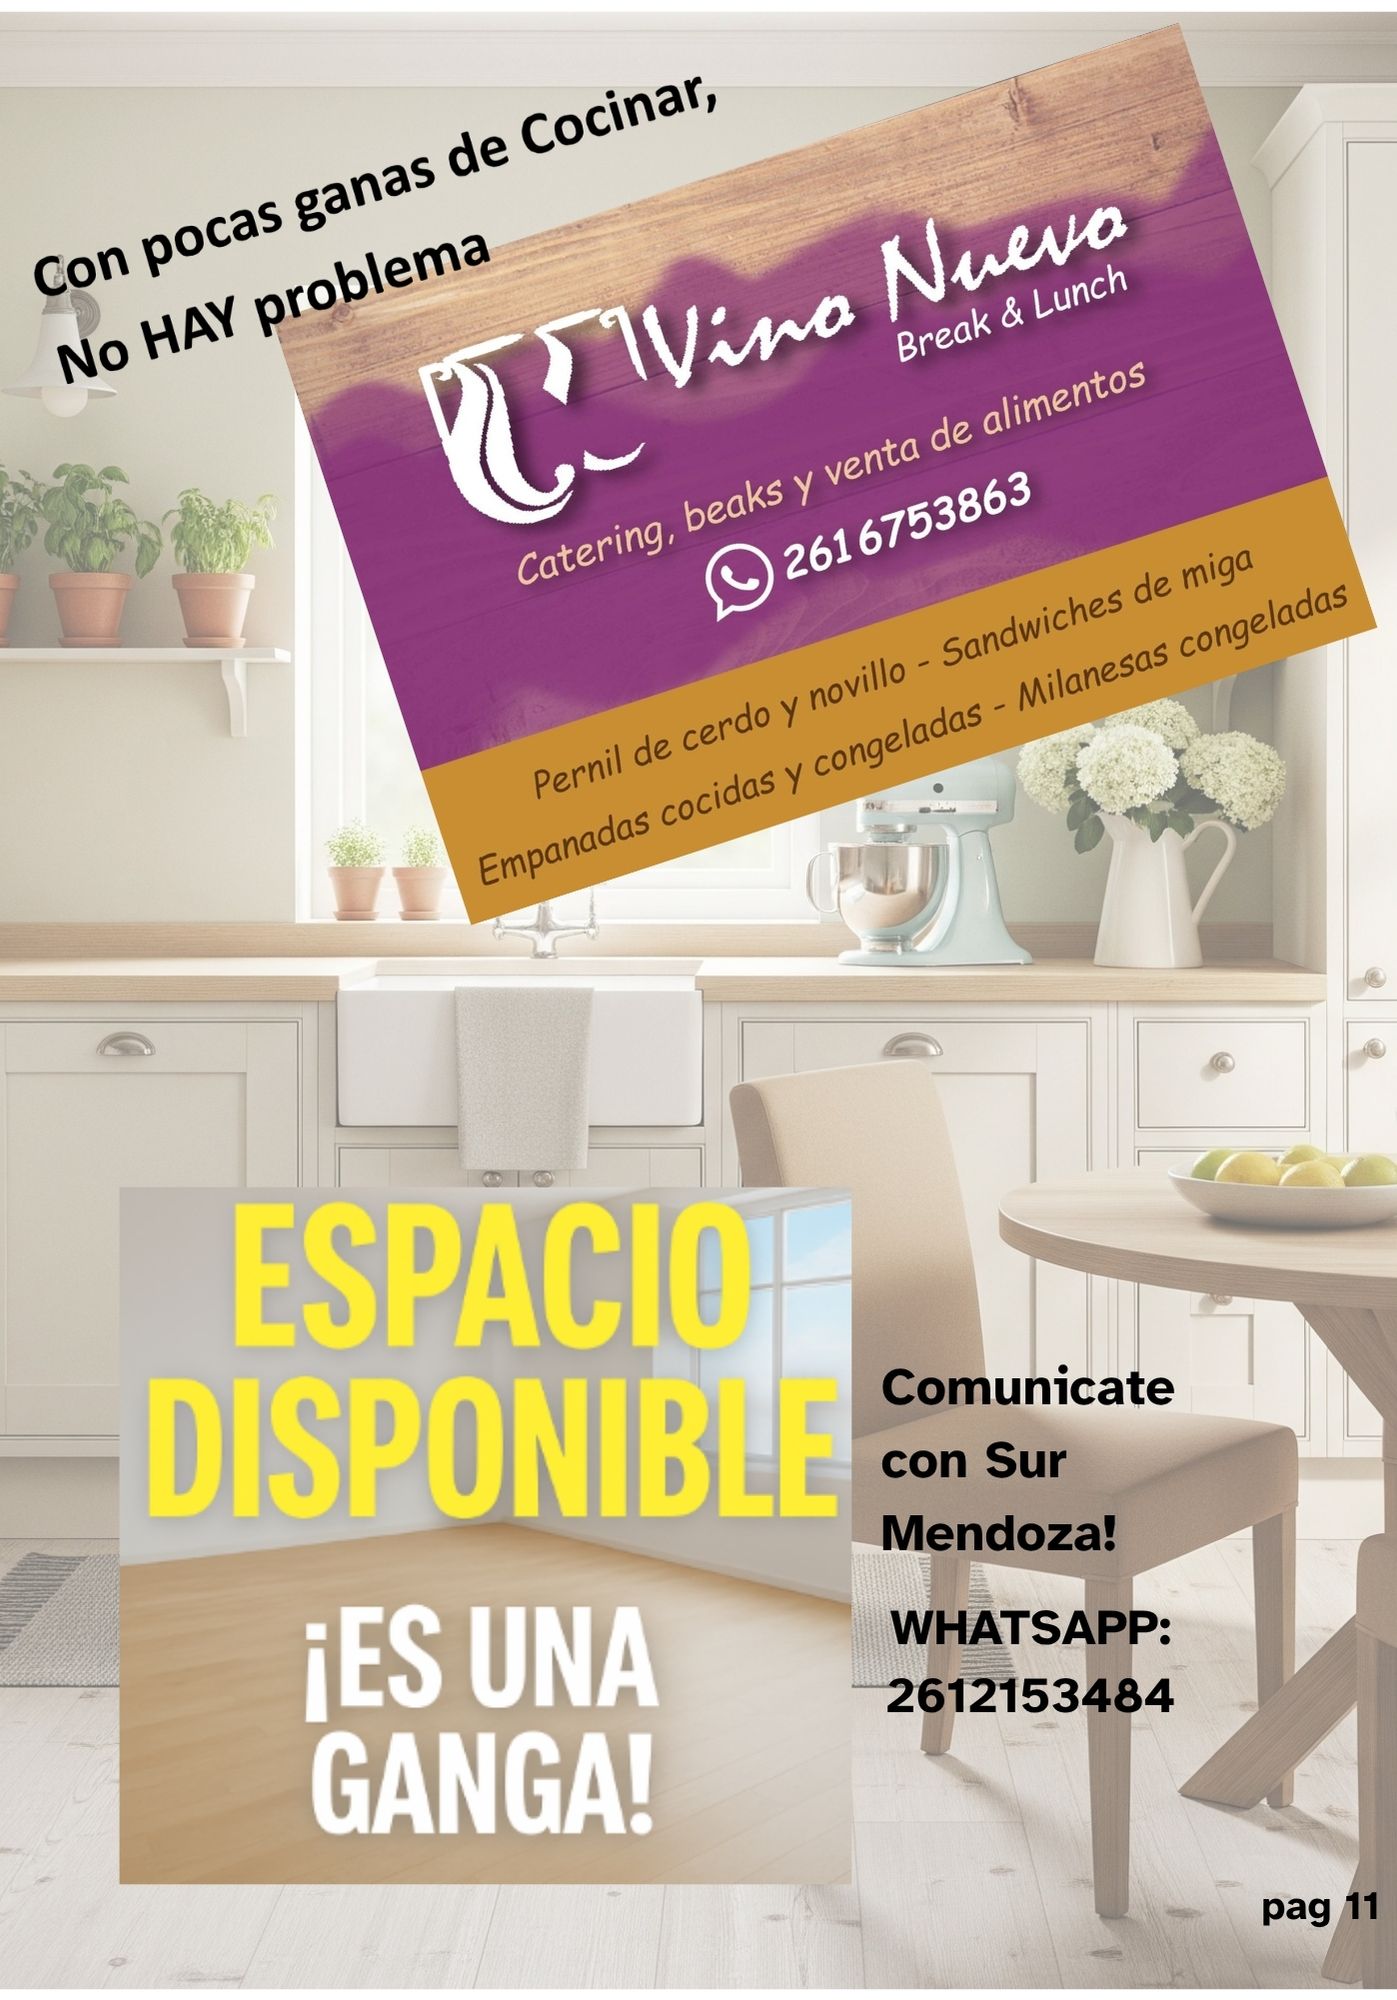 Con pocas ganas de Cocinar,
No HAY problema
Vino Nuevo
Break & Lunch
Catering, beaks y venta de alimentos
261 6753863
Pernil de cerdo y novillo - Sandwiches de miga
Empanadas cocidas y congeladas - Milanesas congeladas
ESPACIO
DISPONIBLE
¡ES UNA
GANGA!
Comunicate
con Sur
Mendoza!
WHATSAPP:
2612153484
pag 11